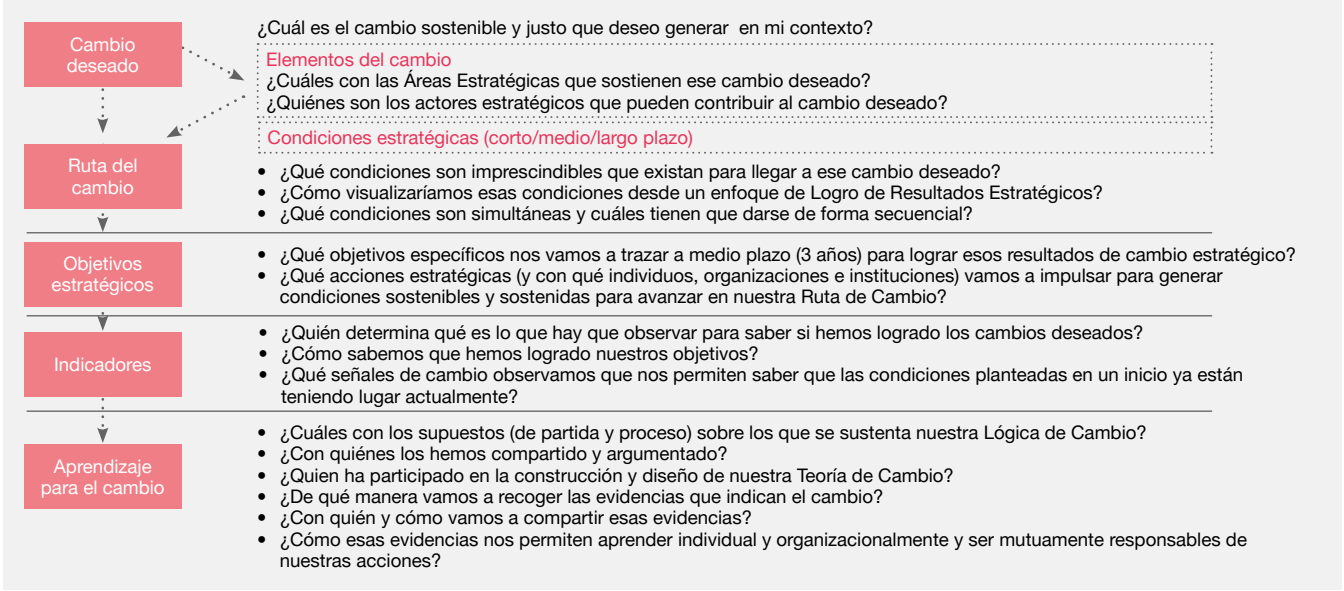 Cambio
deseado
¿Cuál es el cambio sostenible y justo que deseo generar en mi contexto?
Elementos del cambio
¿Cuáles con las Áreas Estratégicas que sostienen ese cambio deseado?
¿Quiénes son los actores estratégicos que pueden contribuir al cambio deseado?
Condiciones estratégicas (corto/medio/largo plazo)
Ruta del
cambio
• ¿Qué condiciones son imprescindibles que existan para llegar a ese cambio deseado?
• ¿Cómo visualizaríamos esas condiciones desde un enfoque de Logro de Resultados Estratégicos?
• ¿Qué condiciones son simultáneas y cuáles tienen que darse de forma secuencial?
Objetivos
estratégicos
• ¿Qué objetivos específicos nos vamos a trazar a medio plazo (3 años) para lograr esos resultados de cambio estratégico?
• ¿Qué acciones estratégicas (y con qué individuos, organizaciones e instituciones) vamos a impulsar para generar
condiciones sostenibles y sostenidas para avanzar en nuestra Ruta de Cambio?
Indicadores
• ¿Quién determina qué es lo que hay que observar para saber si hemos logrado los cambios deseados?
• ¿Cómo sabemos que hemos logrado nuestros objetivos?
• ¿Qué señales de cambio observamos que nos permiten saber que las condiciones planteadas en un inicio ya están
teniendo lugar actualmente?
Aprendizaje
para el cambio
• ¿Cuáles con los supuestos (de partida y proceso) sobre los que se sustenta nuestra Lógica de Cambio?
• ¿Con quiénes los hemos compartido y argumentado?
• ¿Quien ha participado en la construcción y diseño de nuestra Teoría de Cambio?
• ¿De qué manera vamos a recoger las evidencias que indican el cambio?
• ¿Con quién y cómo vamos a compartir esas evidencias?
• ¿Cómo esas evidencias nos permiten aprender individual y organizacionalmente y ser mutuamente responsables de
nuestras acciones?